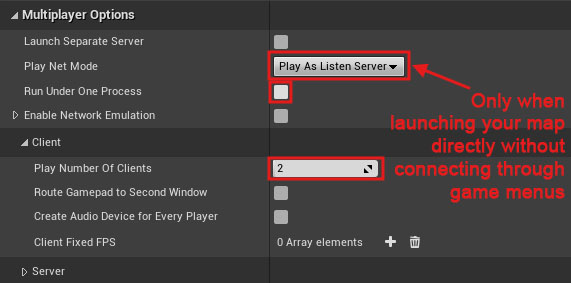 Multiplayer Options
Launch Separate Server
Play Net Mode
Play As Listen Server
Run Under One Process
Enable Network Emulation
Client
Play Number Of Clients
2
Route Gamepad to Second Window
Create Audio Device for Every Player
Client Fixed FPS
0 Array elements
Server
Only when
launching your map
directly without
connecting through
game menus